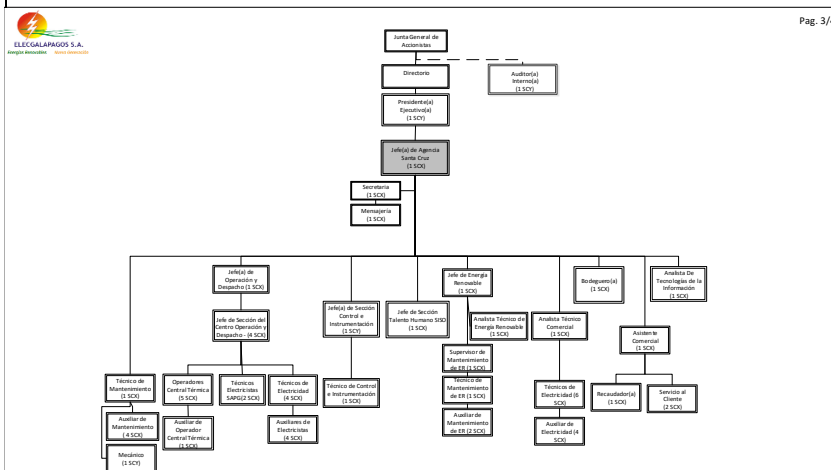 Pag. 3/4
ELECGALAPAGOS S.A.
Energías Renovables
Junta General de
Accionistas
Directorio
Auditor(a)
Interno(a)
(1 SCY)
Presidente(a)
Ejecutivo(a)
(1 SCY)
Jefe(a) de Agencia
Santa Cruz
(1 SCX)
Secretaria
(1 SCX)
Mensajería
(1 SCX)
Jefe(a) de
Operación y
Despacho (1 SCX)
Jefe de Energía
Renovable
(1 SCX)
Bodeguero(a)
(1 SCX)
Analista De
Tecnologías de la
Información
(1 SCX)
Jefe de Sección del
Centro Operación y
Despacho - (4 SCX)
Jefe(a) de Sección
Control e
Instrumentación
(1 SCY)
Jefe de Sección
Talento Humano SISO
(1 SCX)
Analista Técnico de
Energía Renovable
(1 SCX)
Analista Técnico
Comercial
(1 SCX)
Asistente
Comercial
(1 SCX)
Supervisor de
Mantenimiento
de ER (1 SCX)
Técnico de
Mantenimiento
(1 SCX)
Operadores
Central Térmica
(5 SCX)
Técnicos
Electricistas
SAPG(2 SCX)
Técnicos de
Electricidad
(4 SCX)
Técnico de Control
e Instrumentación
(1 SCX)
Técnico de
Mantenimiento
de ER (1 SCX)
Técnicos de
Electricidad (6
SCX)
Recaudador(a)
(1 SCX)
Servicio al
Cliente
(2 SCX)
Auxiliar de
Mantenimiento
( 4 SCX)
Auxiliar de
Operador
Central Térmica
(1 SCX)
Auxiliares de
Electricistas
(4 SCX)
Auxiliar de
Mantenimiento
de ER (2 SCX)
Auxiliar de
Electricidad (4
SCX)
Mecánico
(1 SCY)